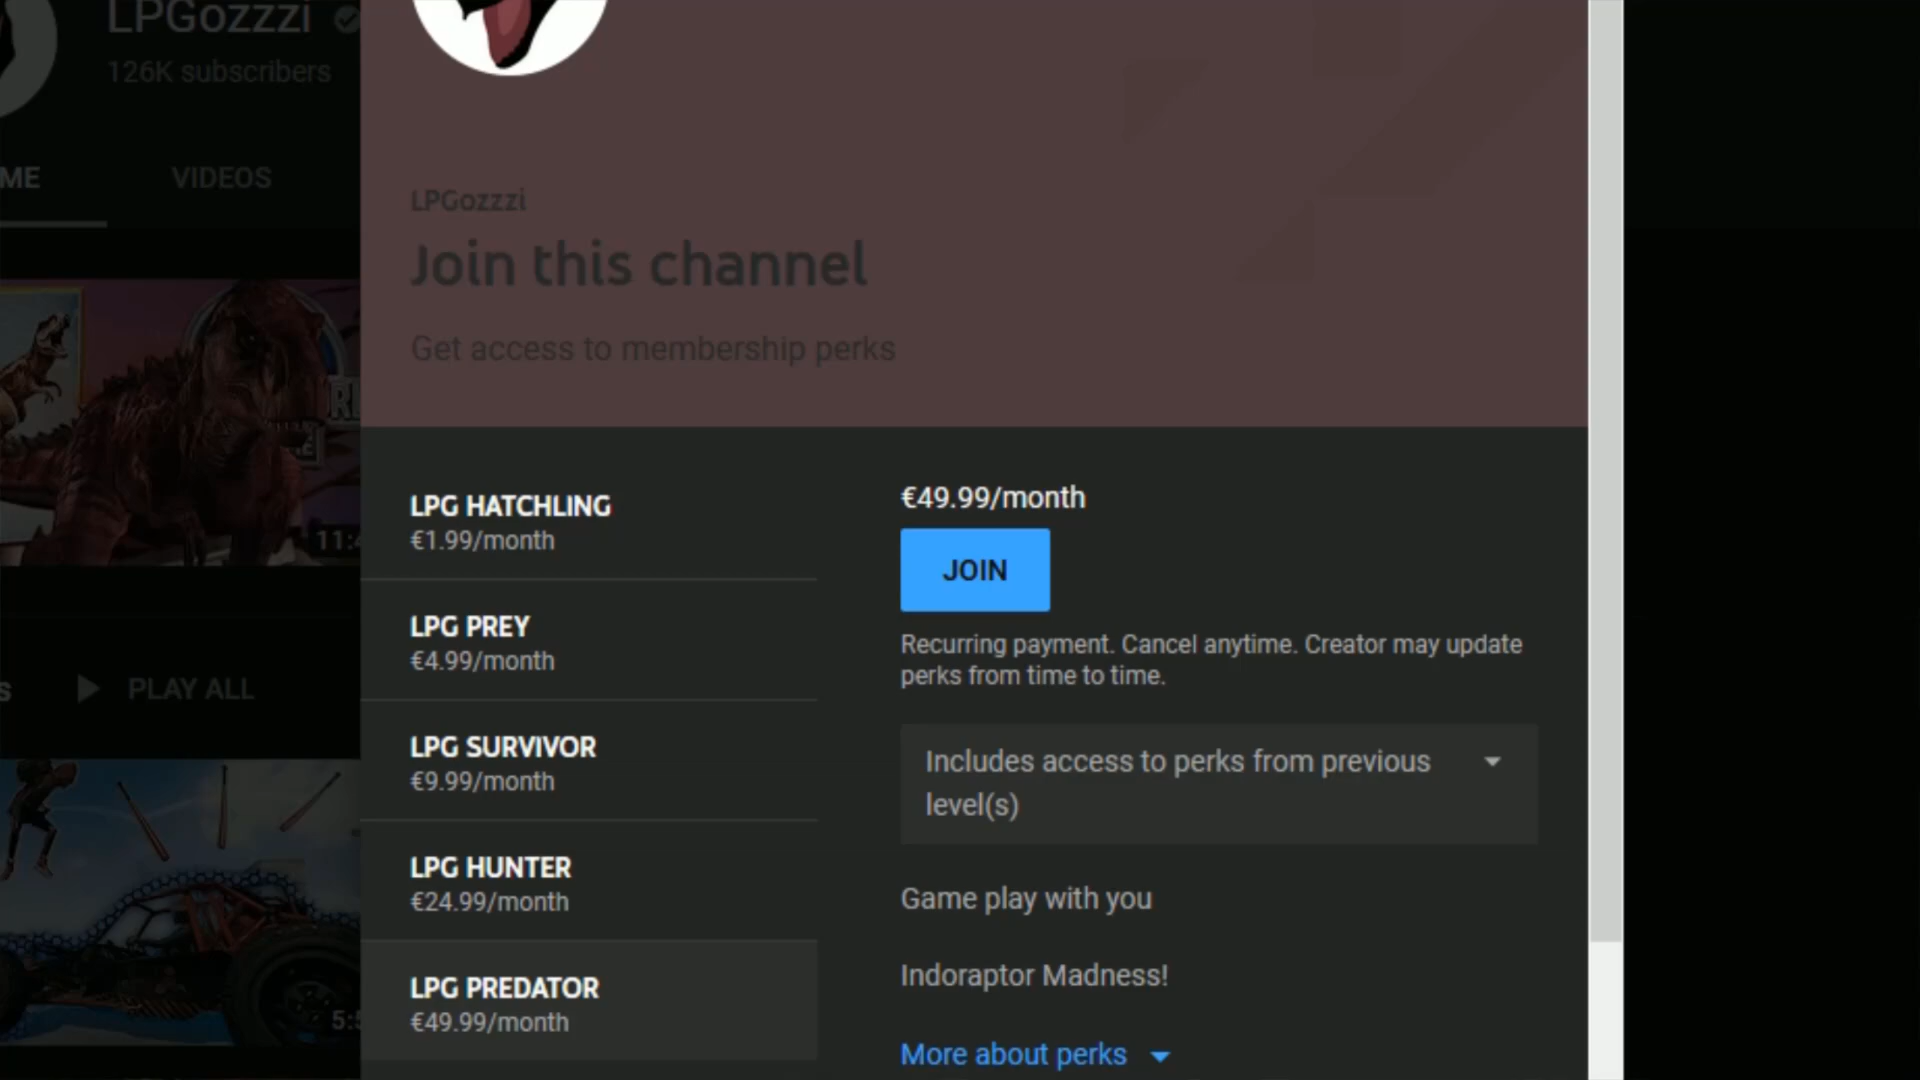 LPGozzzi
126K subscribers
ME
VIDEOS
LPGozzzi
Join this channel
Get access to membership perks
LPG HATCHLING
€1.99/month
LPG PREY
€4.99/month
LPG SURVIVOR
€9.99/month
LPG HUNTER
€24.99/month
LPG PREDATOR
€49.99/month
€49.99/month
JOIN
Recurring payment. Cancel anytime. Creator may update
perks from time to time.
Includes access to perks from previous
level(s)
Game play with you
Indoraptor Madness!
More about perks
s
PLAY ALL